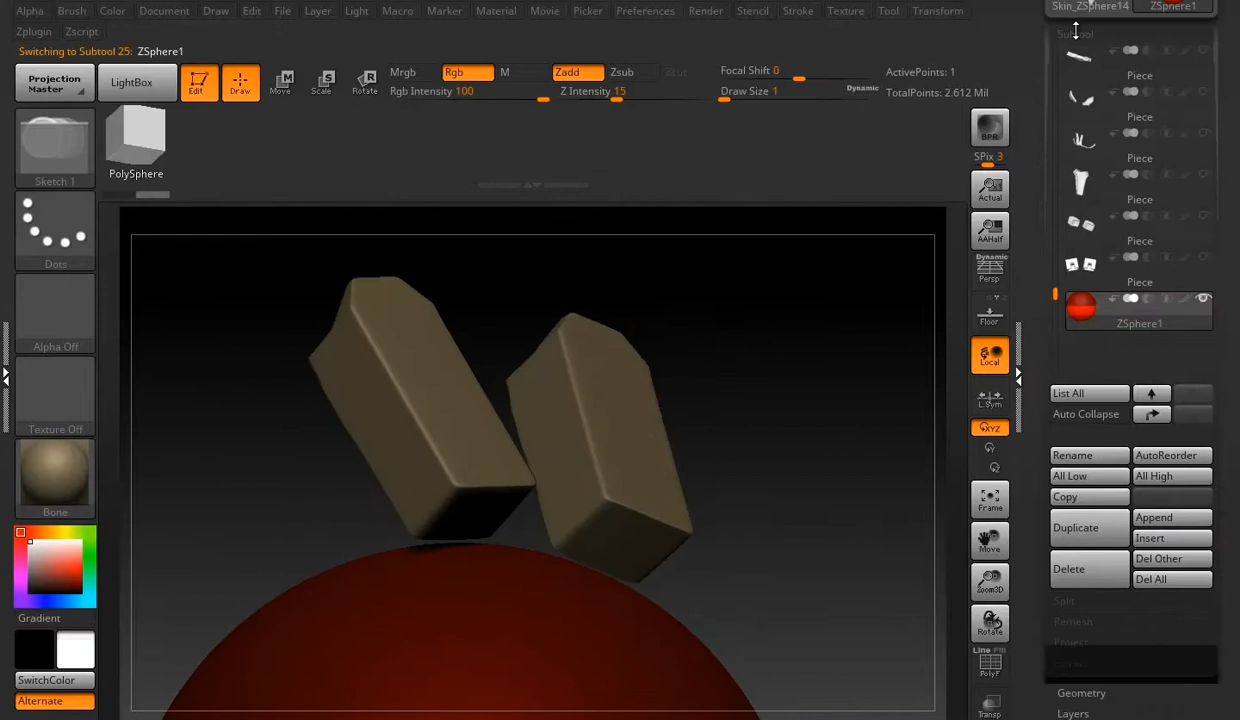 Alpha Brush Color Document Draw Edit File Layer Light Macro Marker Material Movie Picker Preferences Render Stencil Stroke Texture Tool Transform
Skin_ZSphere14 ZSphere1
Zplugin Zscript
Subtool
Switching to Subtool 25: ZSphere1
Projection Master
LightBox
Edit
Draw
Move
Scale
Rotate
Mrgb Rgb M Zadd Zsub Zcut
Rgb Intensity 100
Z Intensity 15
Focal Shift 0
Draw Size 1
Dynamic
ActivePoints: 1
TotalPoints: 2.612 Mil
Sketch 1
PolySphere
Dots
Alpha Off
Texture Off
Bone
Gradient
SwitchColor
Alternate
BPR
SPix 3
Actual
AAHalf
Dynamic
Persp
Floor
Local
L.Sym
XYZ
Y
Z
Frame
Move
Zoom3D
Rotate
Line Fill
PolyF
Transp
Piece
Piece
Piece
Piece
Piece
Piece
ZSphere1
List All
Auto Collapse
Rename AutoReorder
All Low All High
Copy
Duplicate
Append
Insert
Delete
Del Other
Del All
Split
Remesh
Project
Geometry
Layers